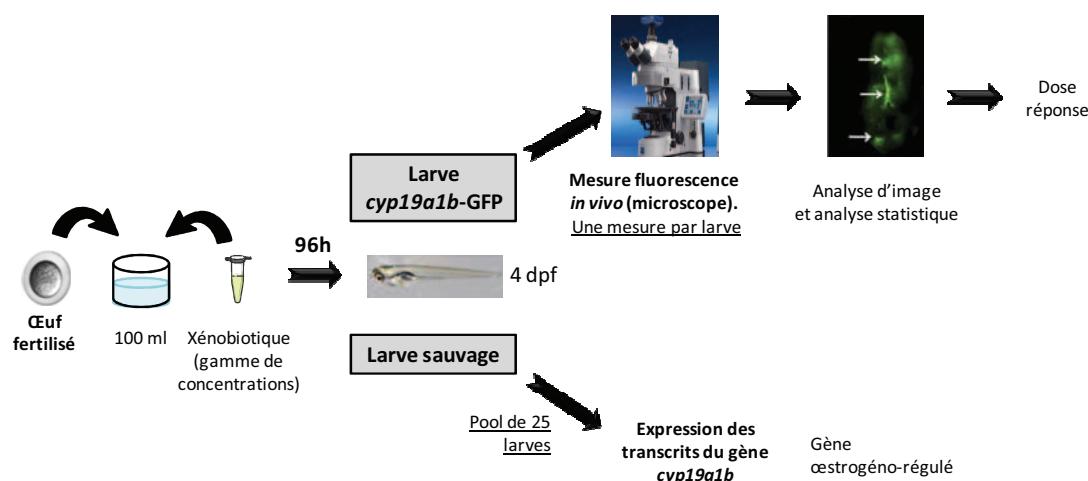 Œuf
fertilisé
100 ml
Xénobiotique
(gamme de
concentrations)
96h
Larve
cyp19a1b-GFP
4 dpf
Larve sauvage
Mesure fluorescence
in vivo (microscope).
Une mesure par larve
Analyse d'image
et analyse statistique
Dose
réponse
Pool de 25
larves
Expression des
transcrits du gène
cyp19a1b
Gène
œstrogéno-régulé